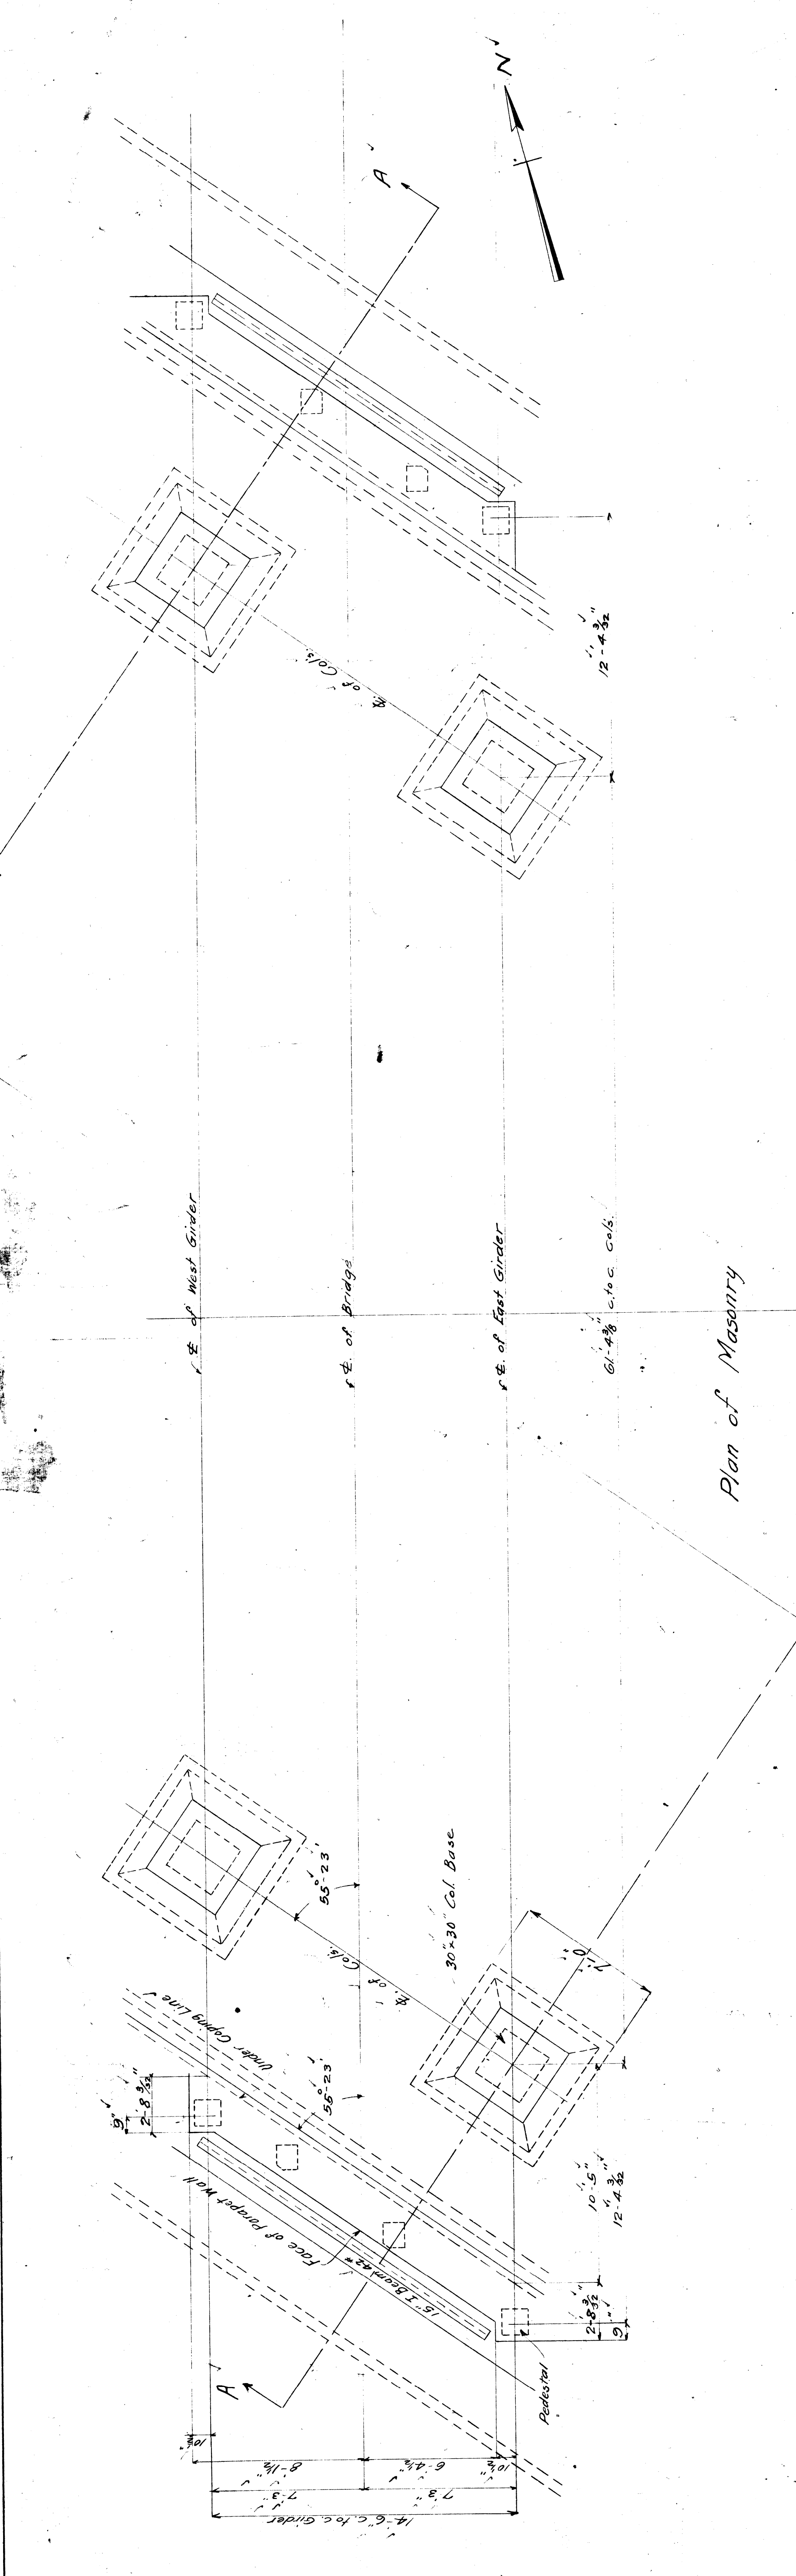 N
A
12'-4 3/32"
℄ of Cols.
℄ of West Girder
℄ of Bridge
℄ of East Girder
61'-4 3/8" c. to c. cols.
Plan of Masonry
55°-23'
30"x30" Col. Base
℄ of Cols.
7'-0"
Under Coping Line
55°-23'
9"
2'-8 3/32"
Face of Parapet Wall
15" I Beam 42#
10'-5"
12'-4 3/32"
2'-8 3/32"
9"
Pedestal
A
10 1/2"
8'-1 1/2"
6'-4 1/2"
10 1/2"
7'-3"
7'-3"
14'-6" c. to c. Girder